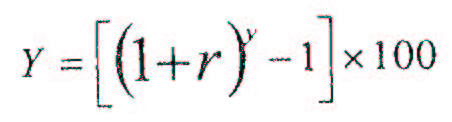 Y = [(1+r)^y − 1] × 100